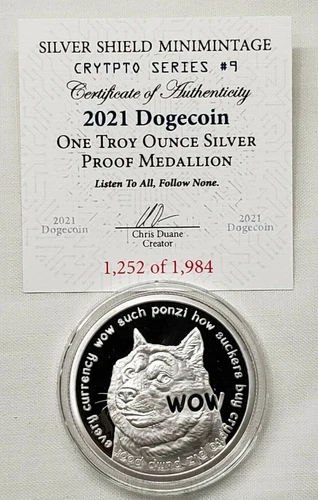 SILVER SHIELD MINIMINTAGE
CRYTPTO SERIES #9
Certificate of Authenticity
2021 Dogecoin
ONE TROY OUNCE SILVER
PROOF MEDALLION
Listen To All, Follow None.
2021
Dogecoin
Chris Duane
Creator
2021
Dogecoin
1,252 of 1,984
every currency wow such ponzi how suckers buy
wow